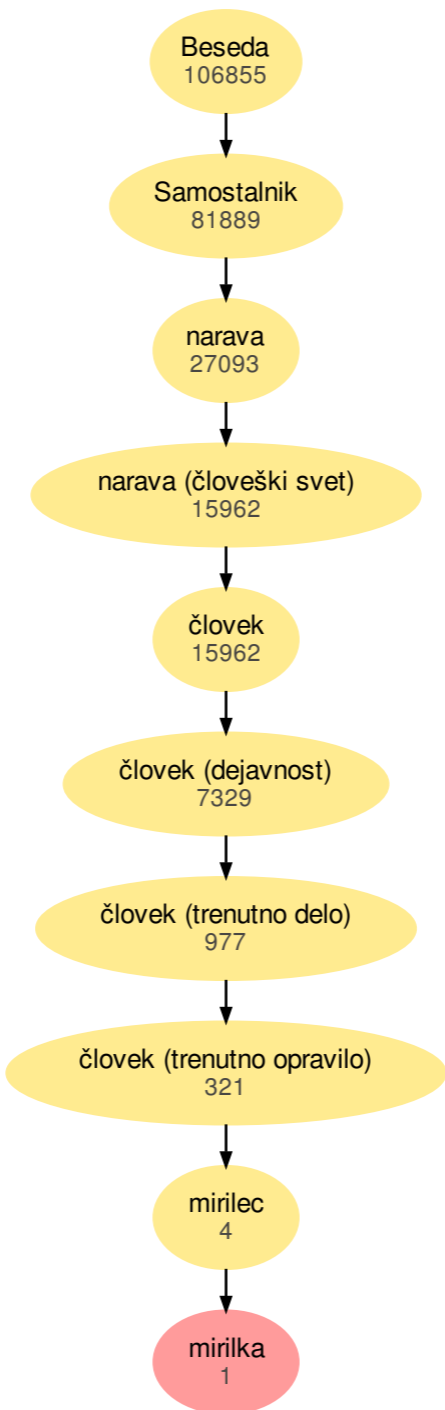 Beseda
106855
Samostalnik
81889
narava
27093
narava (človeški svet)
15962
človek
15962
človek (dejavnost)
7329
človek (trenutno delo)
977
človek (trenutno opravilo)
321
mirilec
4
mirilka
1